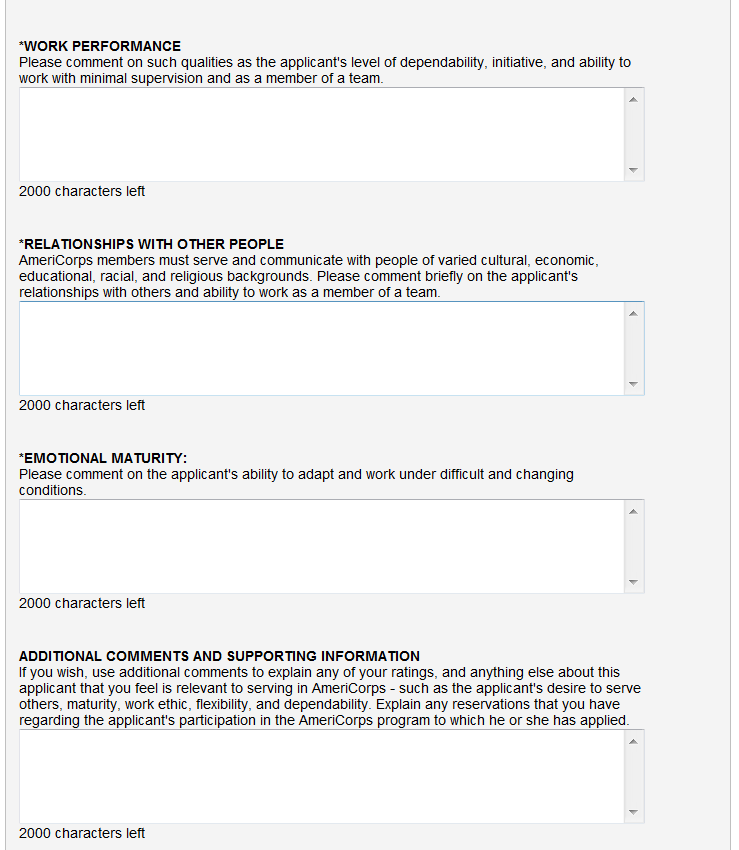 *WORK PERFORMANCE
Please comment on such qualities as the applicant's level of dependability, initiative, and ability to
work with minimal supervision and as a member of a team.
2000 characters left
*RELATIONSHIPS WITH OTHER PEOPLE
AmeriCorps members must serve and communicate with people of varied cultural, economic,
educational, racial, and religious backgrounds. Please comment briefly on the applicant's
relationships with others and ability to work as a member of a team.
2000 characters left
*EMOTIONAL MATURITY:
Please comment on the applicant's ability to adapt and work under difficult and changing
conditions.
2000 characters left
ADDITIONAL COMMENTS AND SUPPORTING INFORMATION
If you wish, use additional comments to explain any of your ratings, and anything else about this
applicant that you feel is relevant to serving in AmeriCorps - such as the applicant's desire to serve
others, maturity, work ethic, flexibility, and dependability. Explain any reservations that you have
regarding the applicant's participation in the AmeriCorps program to which he or she has applied.
2000 characters left